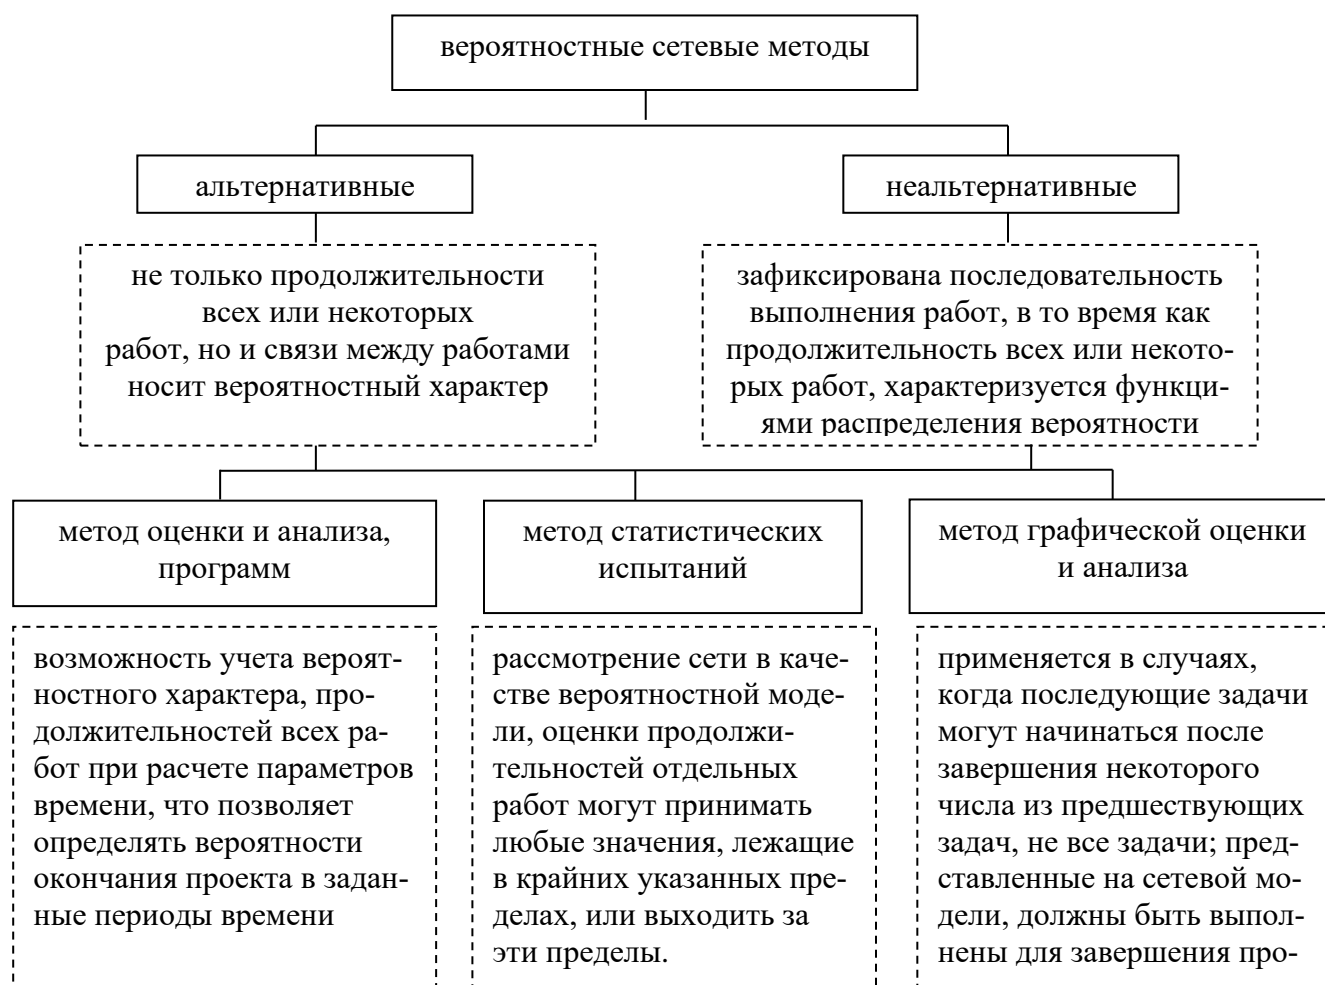 вероятностные сетевые методы
альтернативные
неальтернативные
не только продолжительности
всех или некоторых
работ, но и связи между работами
носит вероятностный характер
зафиксирована последовательность
выполнения работ, в то время как
продолжительность всех или некото-
рых работ, характеризуется функци-
ями распределения вероятности
метод оценки и анализа,
программ
метод статистических
испытаний
метод графической оценки
и анализа
возможность учета вероят-
ностного характера, про-
должительностей всех ра-
бот при расчете параметров
времени, что позволяет
определять вероятности
окончания проекта в задан-
ные периоды времени
рассмотрение сети в каче-
стве вероятностной моде-
ли, оценки продолжи-
тельностей отдельных
работ могут принимать
любые значения, лежащие
в крайних указанных пре-
делах, или выходить за
эти пределы.
применяется в случаях,
когда последующие задачи
могут начинаться после
завершения некоторого
числа из предшествующих
задач, не все задачи; пред-
ставленные на сетевой мо-
дели, должны быть выпол-
нены для завершения про-